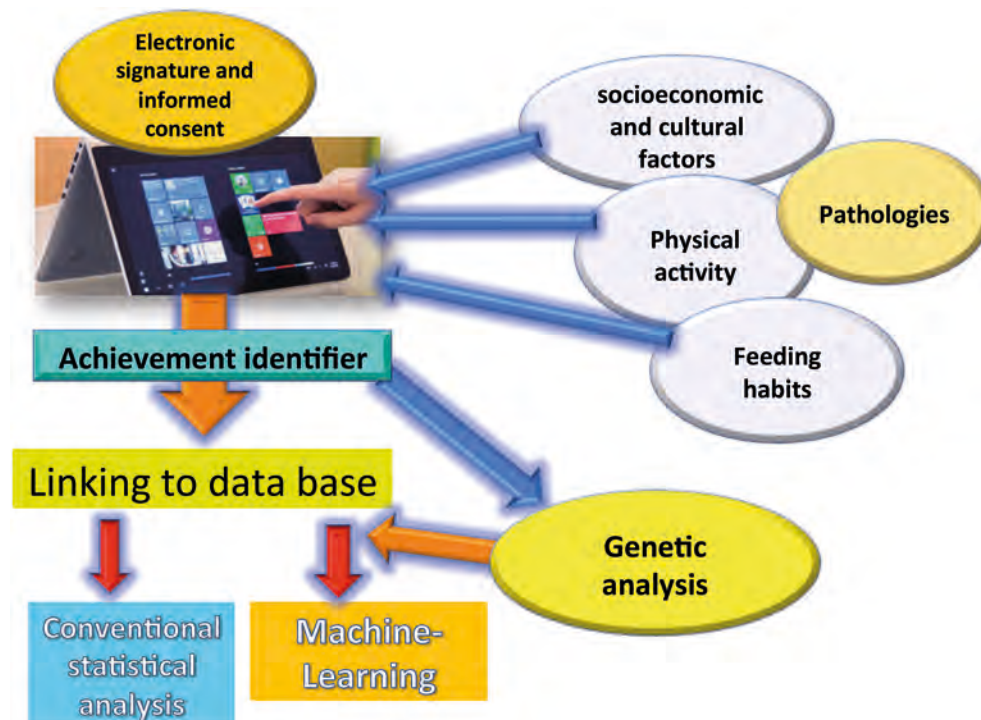 Electronic
signature and
informed
consent
socioeconomic
and cultural
factors
Pathologies
Physical
activity
Feeding
habits
Achievement identifier
Linking to data base
Genetic
analysis
Conventional
statistical
analysis
Machine-
Learning